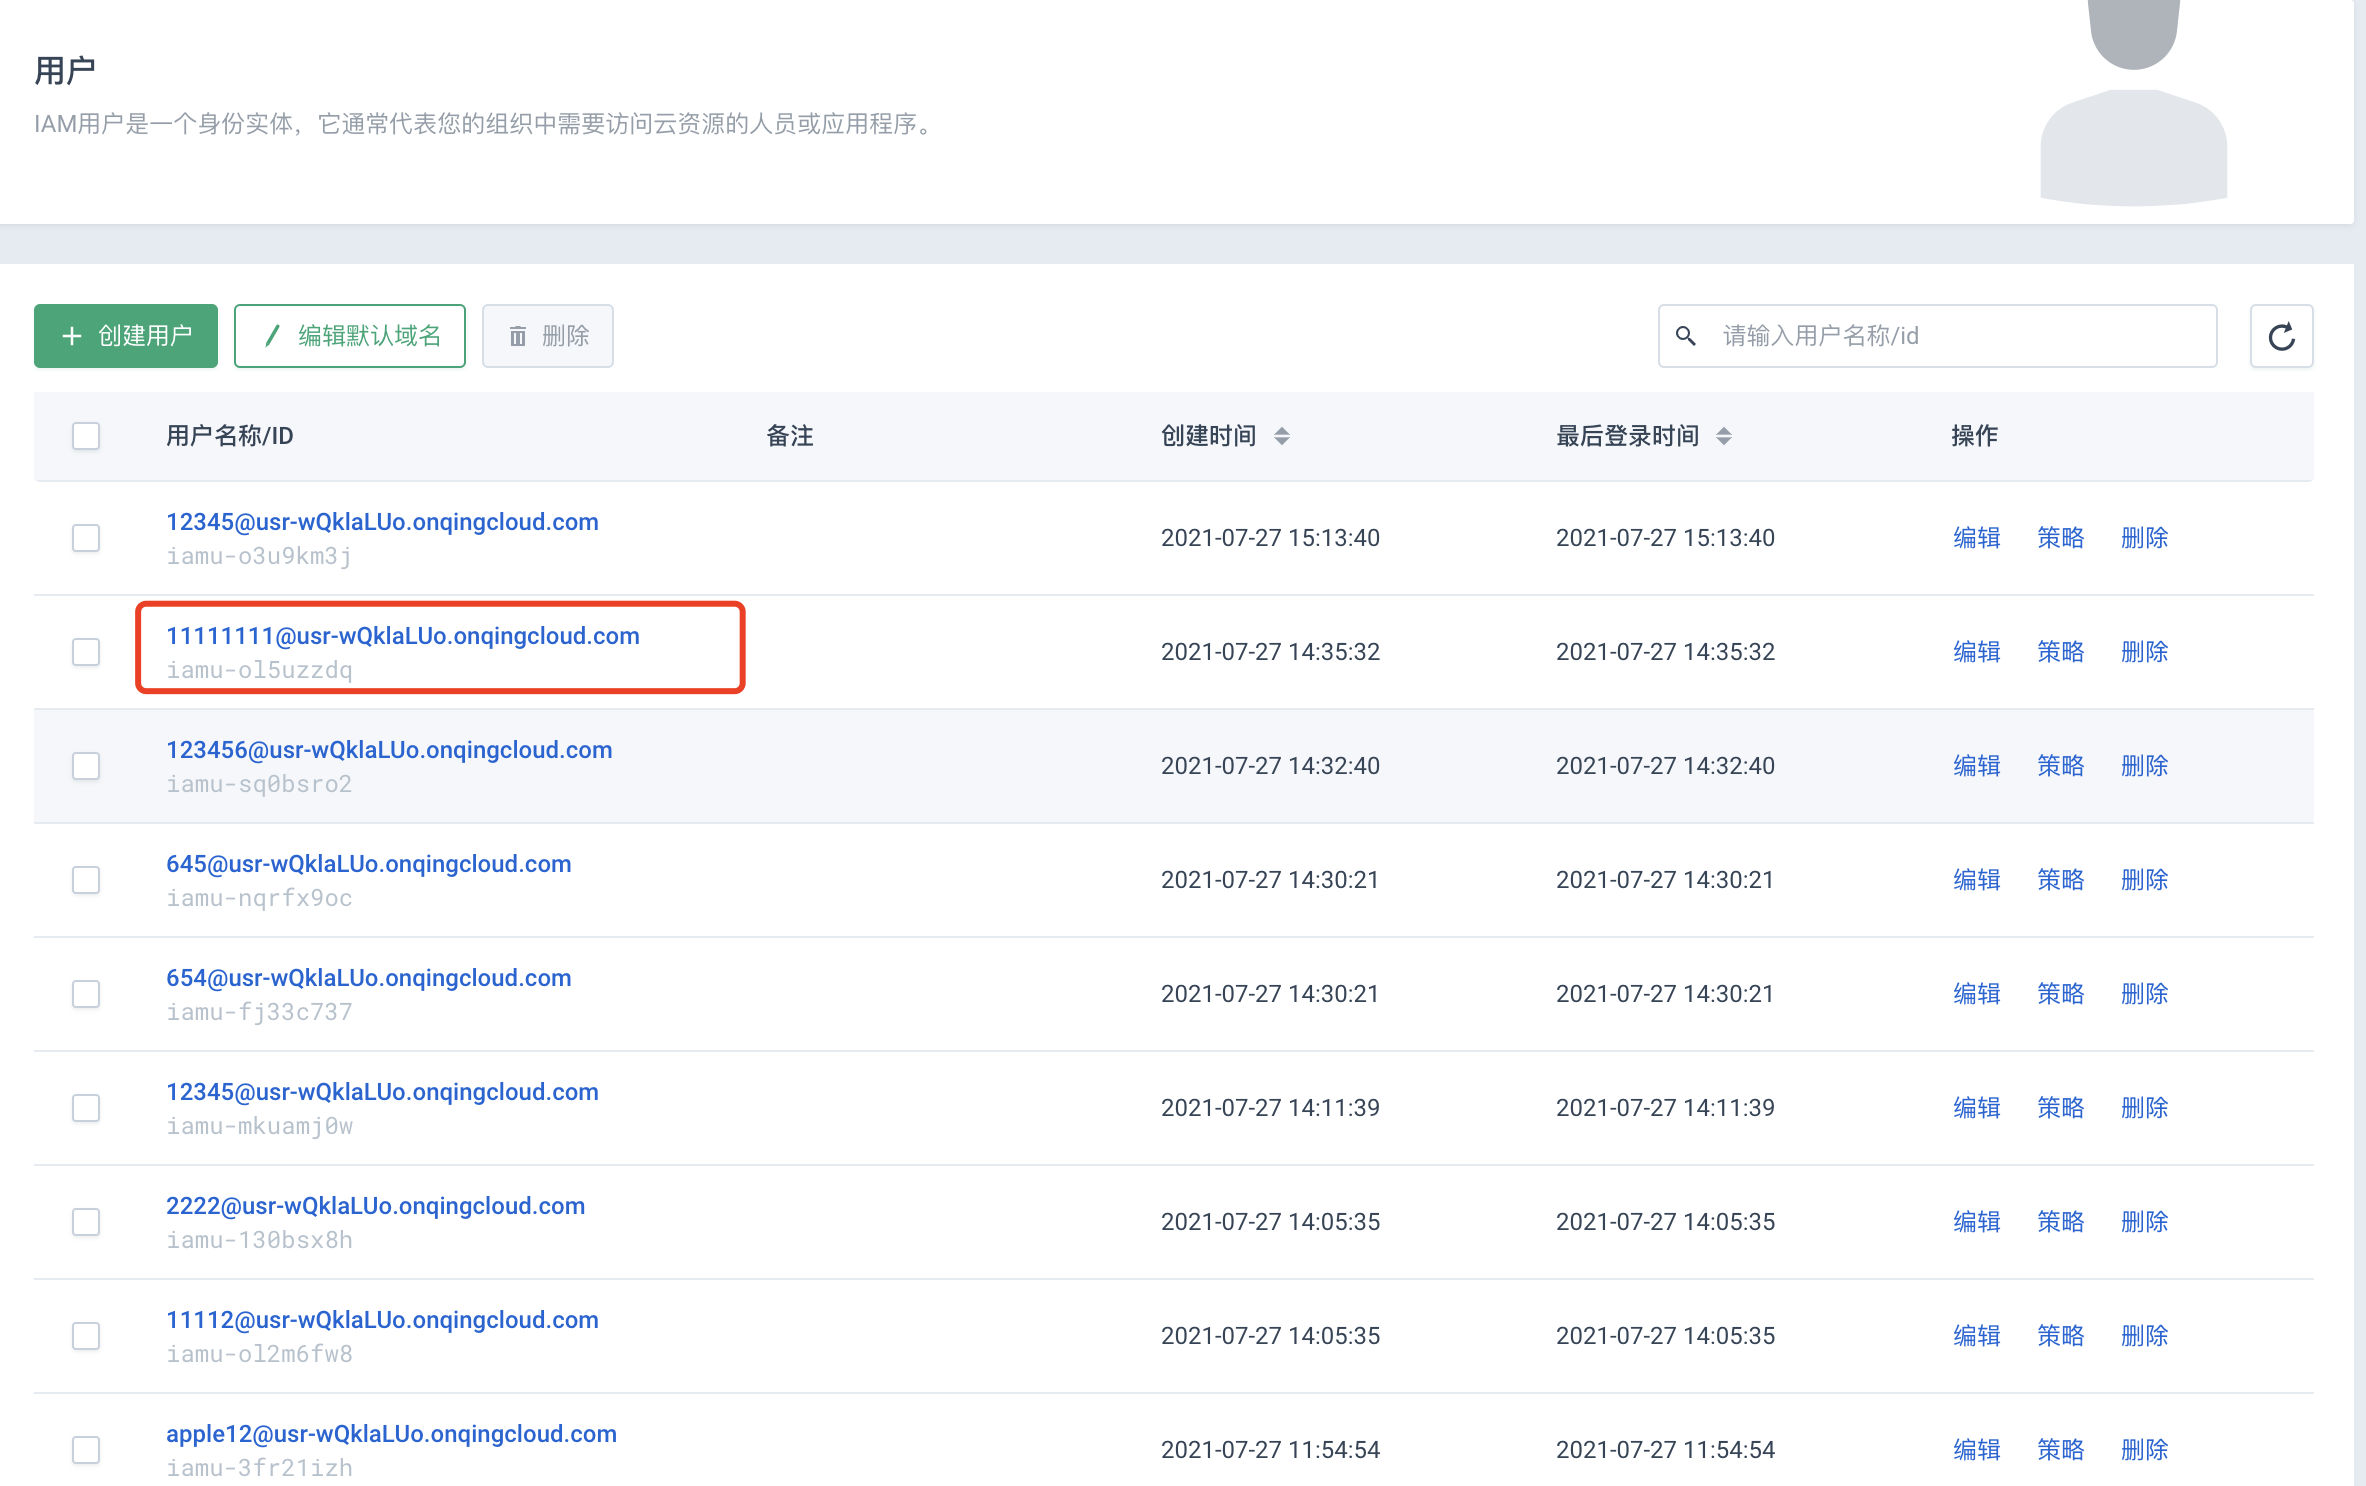 用户
IAM用户是一个身份实体，它通常代表您的组织中需要访问云资源的人员或应用程序。
创建用户 编辑默认域名 删除 请输入用户名称/id
用户名称/ID 备注 创建时间 最后登录时间 操作
12345@usr-wQklaLUo.onqingcloud.com
iamu-o3u9km3j
2021-07-27 15:13:40 2021-07-27 15:13:40 编辑 策略 删除
11111111@usr-wQklaLUo.onqingcloud.com
iamu-ol5uzzdq
2021-07-27 14:35:32 2021-07-27 14:35:32 编辑 策略 删除
123456@usr-wQklaLUo.onqingcloud.com
iamu-sq0bsro2
2021-07-27 14:32:40 2021-07-27 14:32:40 编辑 策略 删除
645@usr-wQklaLUo.onqingcloud.com
iamu-nqrfx9oc
2021-07-27 14:30:21 2021-07-27 14:30:21 编辑 策略 删除
654@usr-wQklaLUo.onqingcloud.com
iamu-fj33c737
2021-07-27 14:30:21 2021-07-27 14:30:21 编辑 策略 删除
12345@usr-wQklaLUo.onqingcloud.com
iamu-mkuamj0w
2021-07-27 14:11:39 2021-07-27 14:11:39 编辑 策略 删除
2222@usr-wQklaLUo.onqingcloud.com
iamu-130bsx8h
2021-07-27 14:05:35 2021-07-27 14:05:35 编辑 策略 删除
11112@usr-wQklaLUo.onqingcloud.com
iamu-ol2m6fw8
2021-07-27 14:05:35 2021-07-27 14:05:35 编辑 策略 删除
apple12@usr-wQklaLUo.onqingcloud.com
iamu-3fr21izh
2021-07-27 11:54:54 2021-07-27 11:54:54 编辑 策略 删除